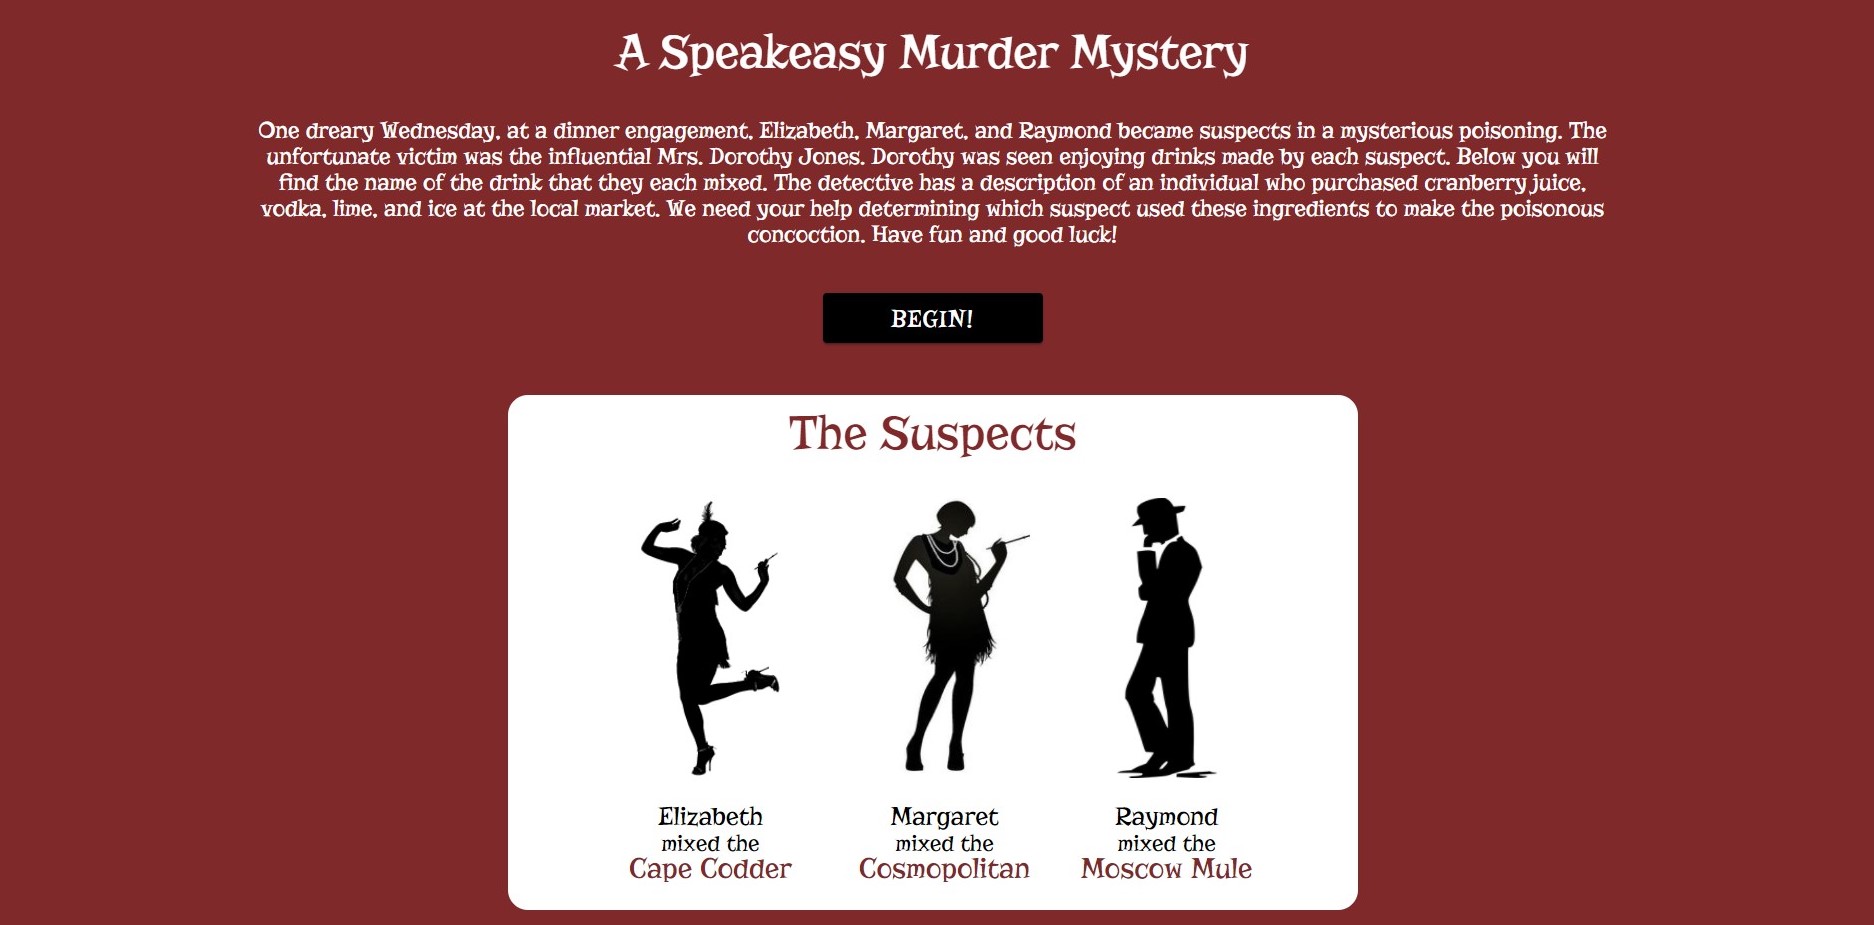 A Speakeasy Murder Mystery
One dreary Wednesday, at a dinner engagement, Elizabeth, Margaret, and Raymond became suspects in a mysterious poisoning. The
unfortunate victim was the influential Mrs. Dorothy Jones. Dorothy was seen enjoying drinks made by each suspect. Below you will
find the name of the drink that they each mixed. The detective has a description of an individual who purchased cranberry juice,
vodka, lime, and ice at the local market. We need your help determining which suspect used these ingredients to make the poisonous
concoction. Have fun and good luck!
BEGIN!
The Suspects
Elizabeth
mixed the
Cape Codder
Margaret
mixed the
Cosmopolitan
Raymond
mixed the
Moscow Mule